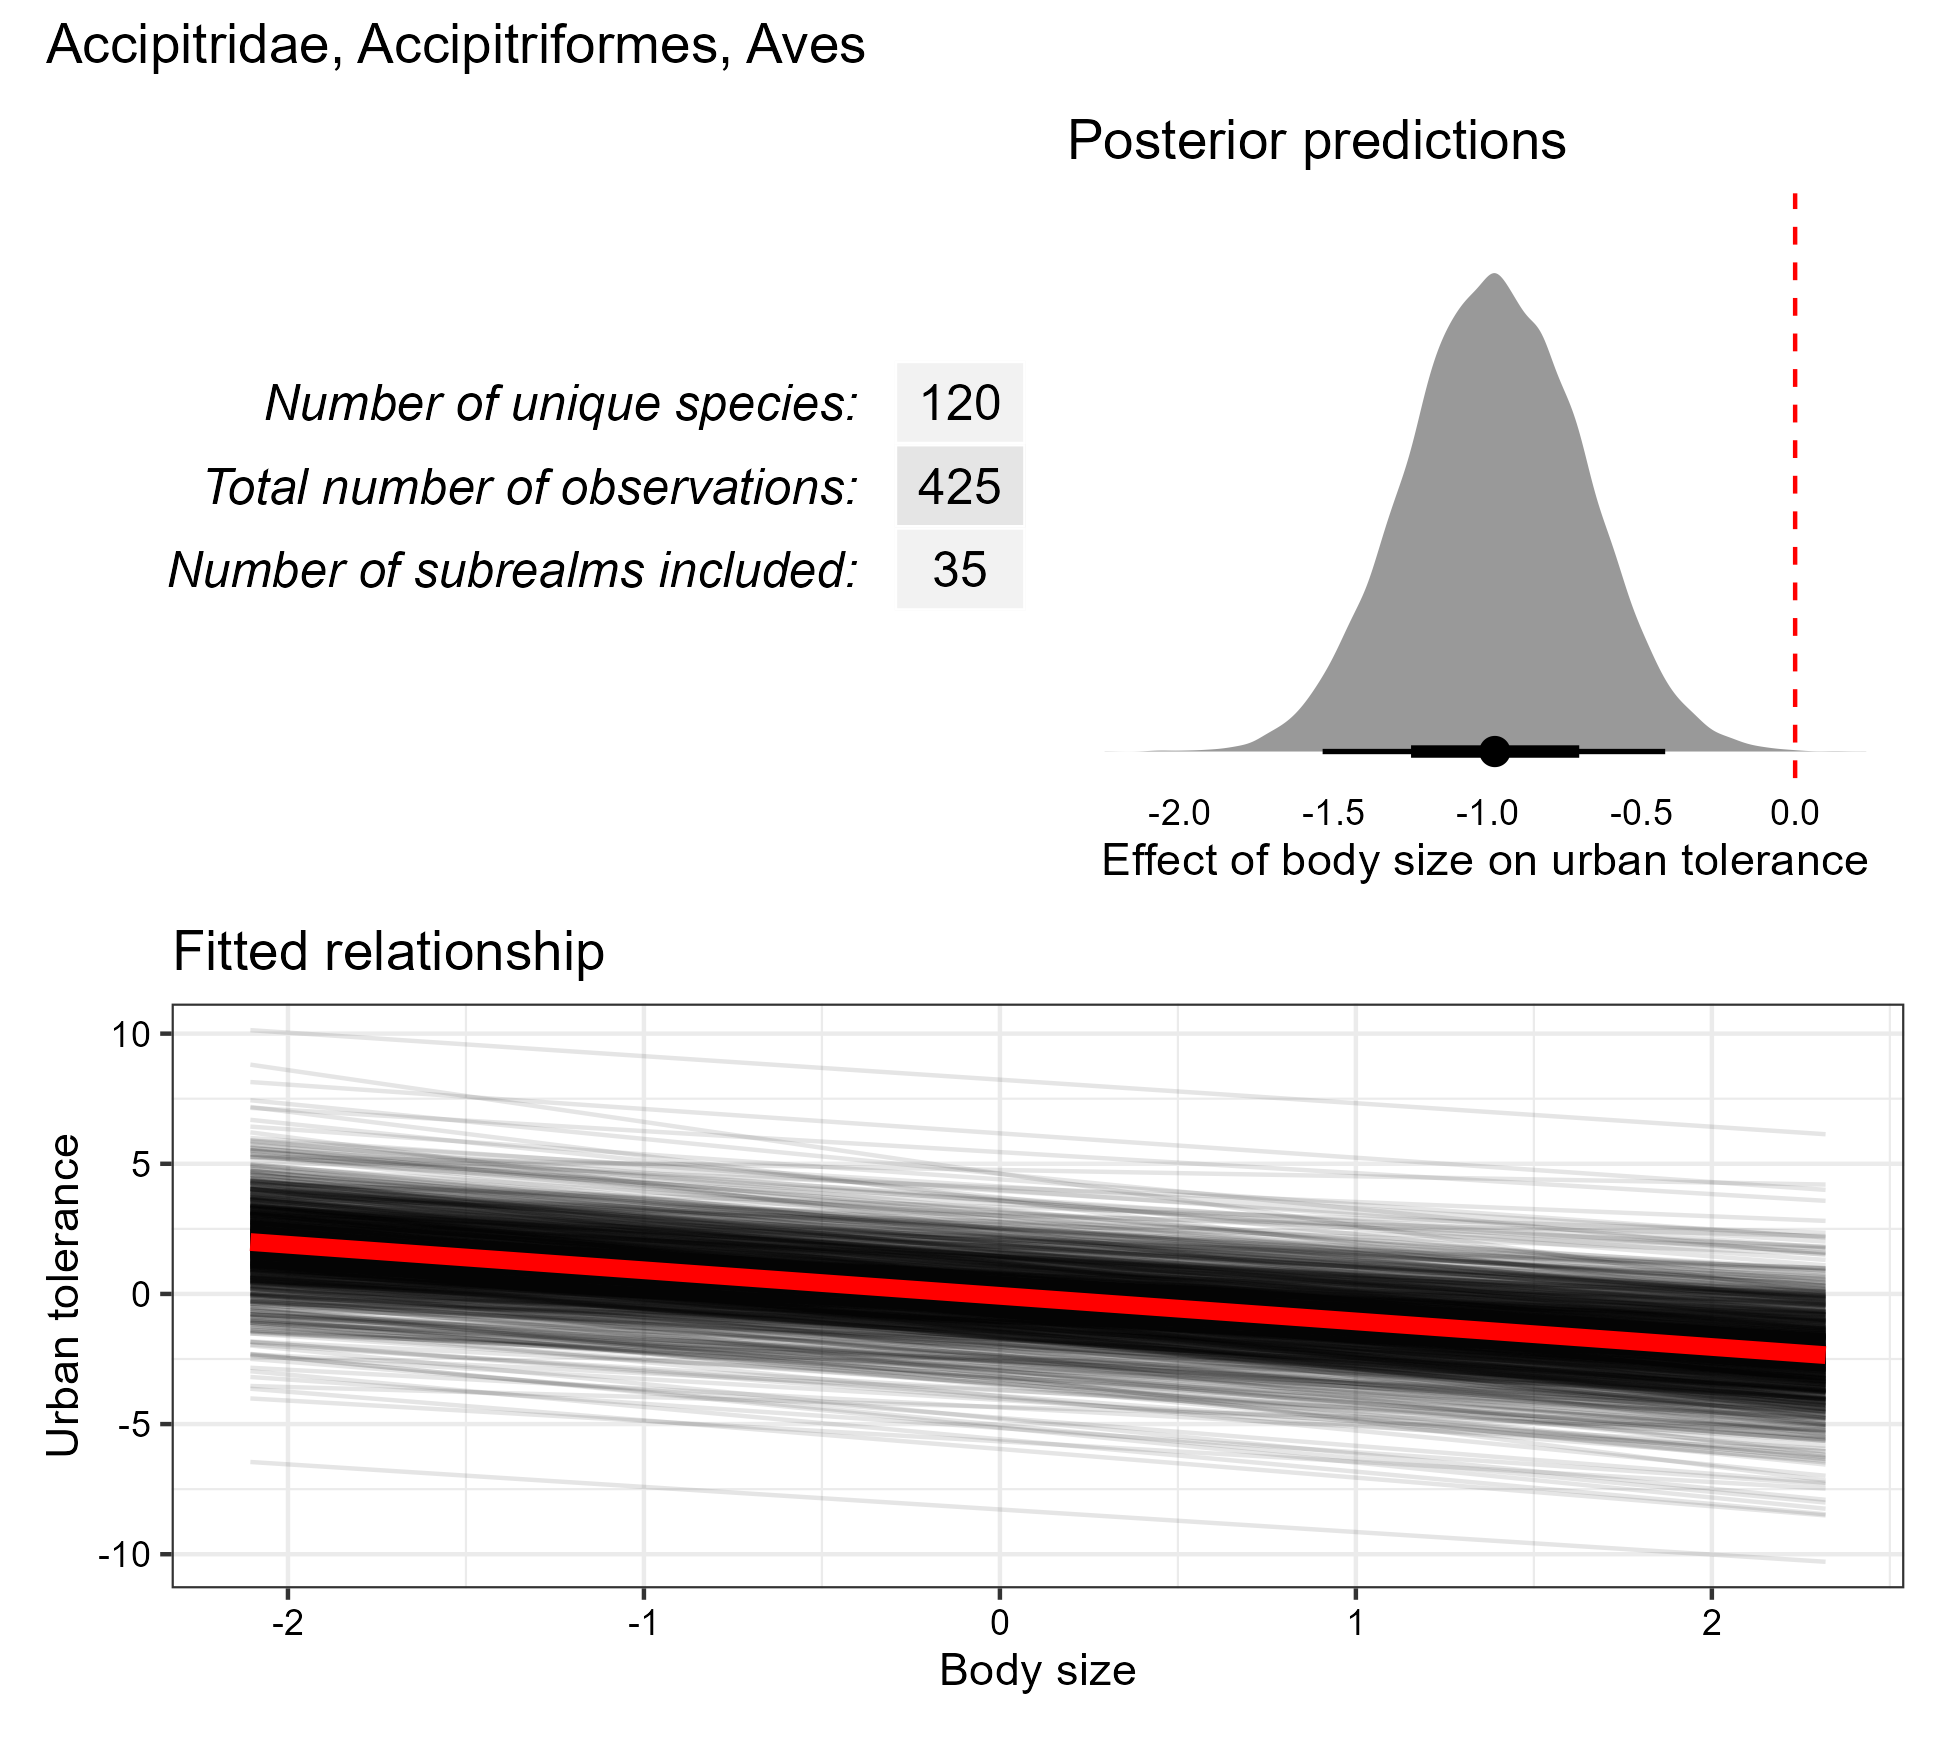 Accipitridae, Accipitriformes, Aves
Posterior predictions
Number of unique species: 120
Total number of observations: 425
Number of subrealms included: 35
-2.0 -1.5 -1.0 -0.5 0.0
Effect of body size on urban tolerance
Fitted relationship
10
5
0
-5
-10
Urban tolerance
-2 -1 0 1 2
Body size